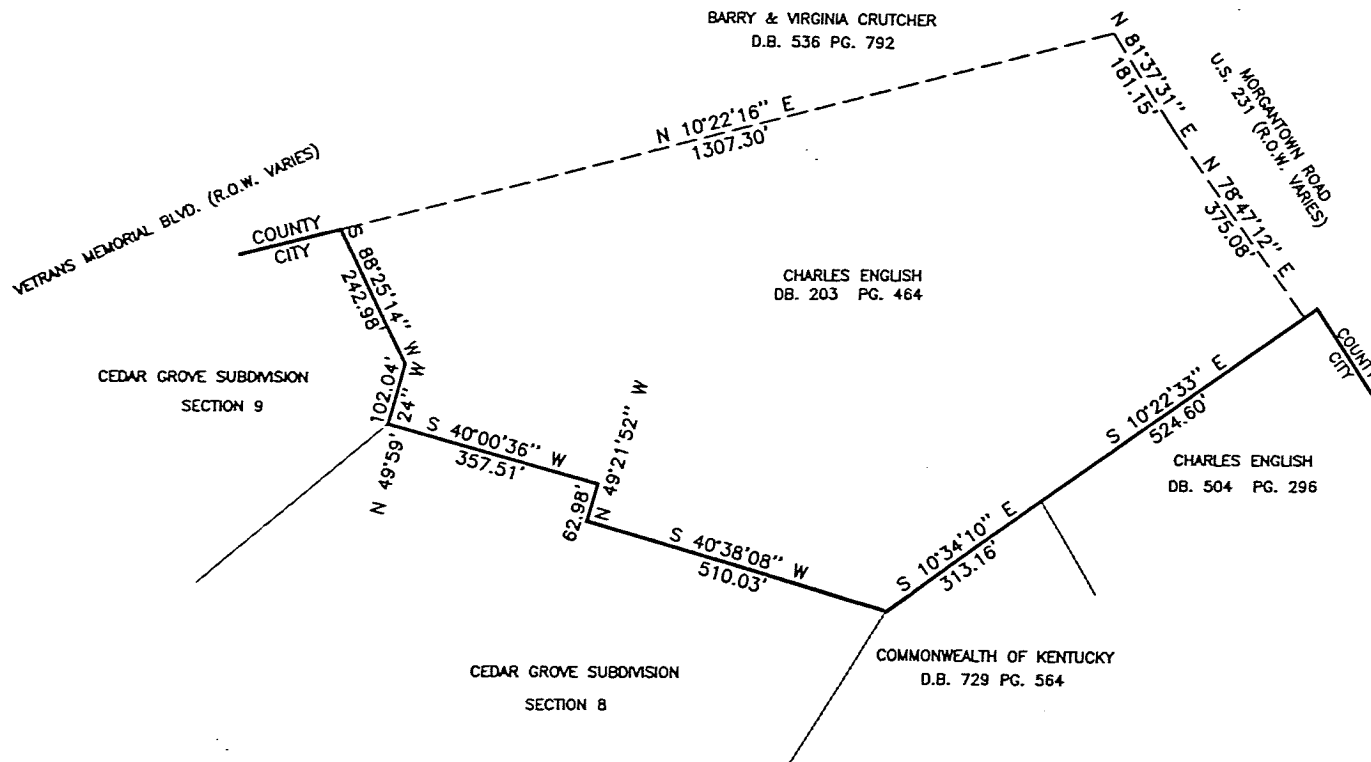 BARRY & VIRGINIA CRUTCHER
D.B. 536 PG. 792
N 81°37'31" E
181.15'
MORGANTOWN ROAD
U.S. 231 (R.O.W. VARIES)
N 10°22'16" E
1307.30'
N 78°47'12" E
375.08'
VETRANS MEMORIAL BLVD. (R.O.W. VARIES)
COUNTY
CITY
S 88°25'14" W
242.98'
CHARLES ENGLISH
DB. 203 PG. 464
COUNTY
CITY
CEDAR GROVE SUBDIVISION
SECTION 9
102.04'
N 49°59'24" W
S 40°00'36" W
357.51'
N 49°21'52" W
62.98'
S 10°22'33" E
524.60'
CHARLES ENGLISH
DB. 504 PG. 296
S 40°38'08" W
510.03'
S 10°34'10" E
313.16'
CEDAR GROVE SUBDIVISION
SECTION 8
COMMONWEALTH OF KENTUCKY
D.B. 729 PG. 564